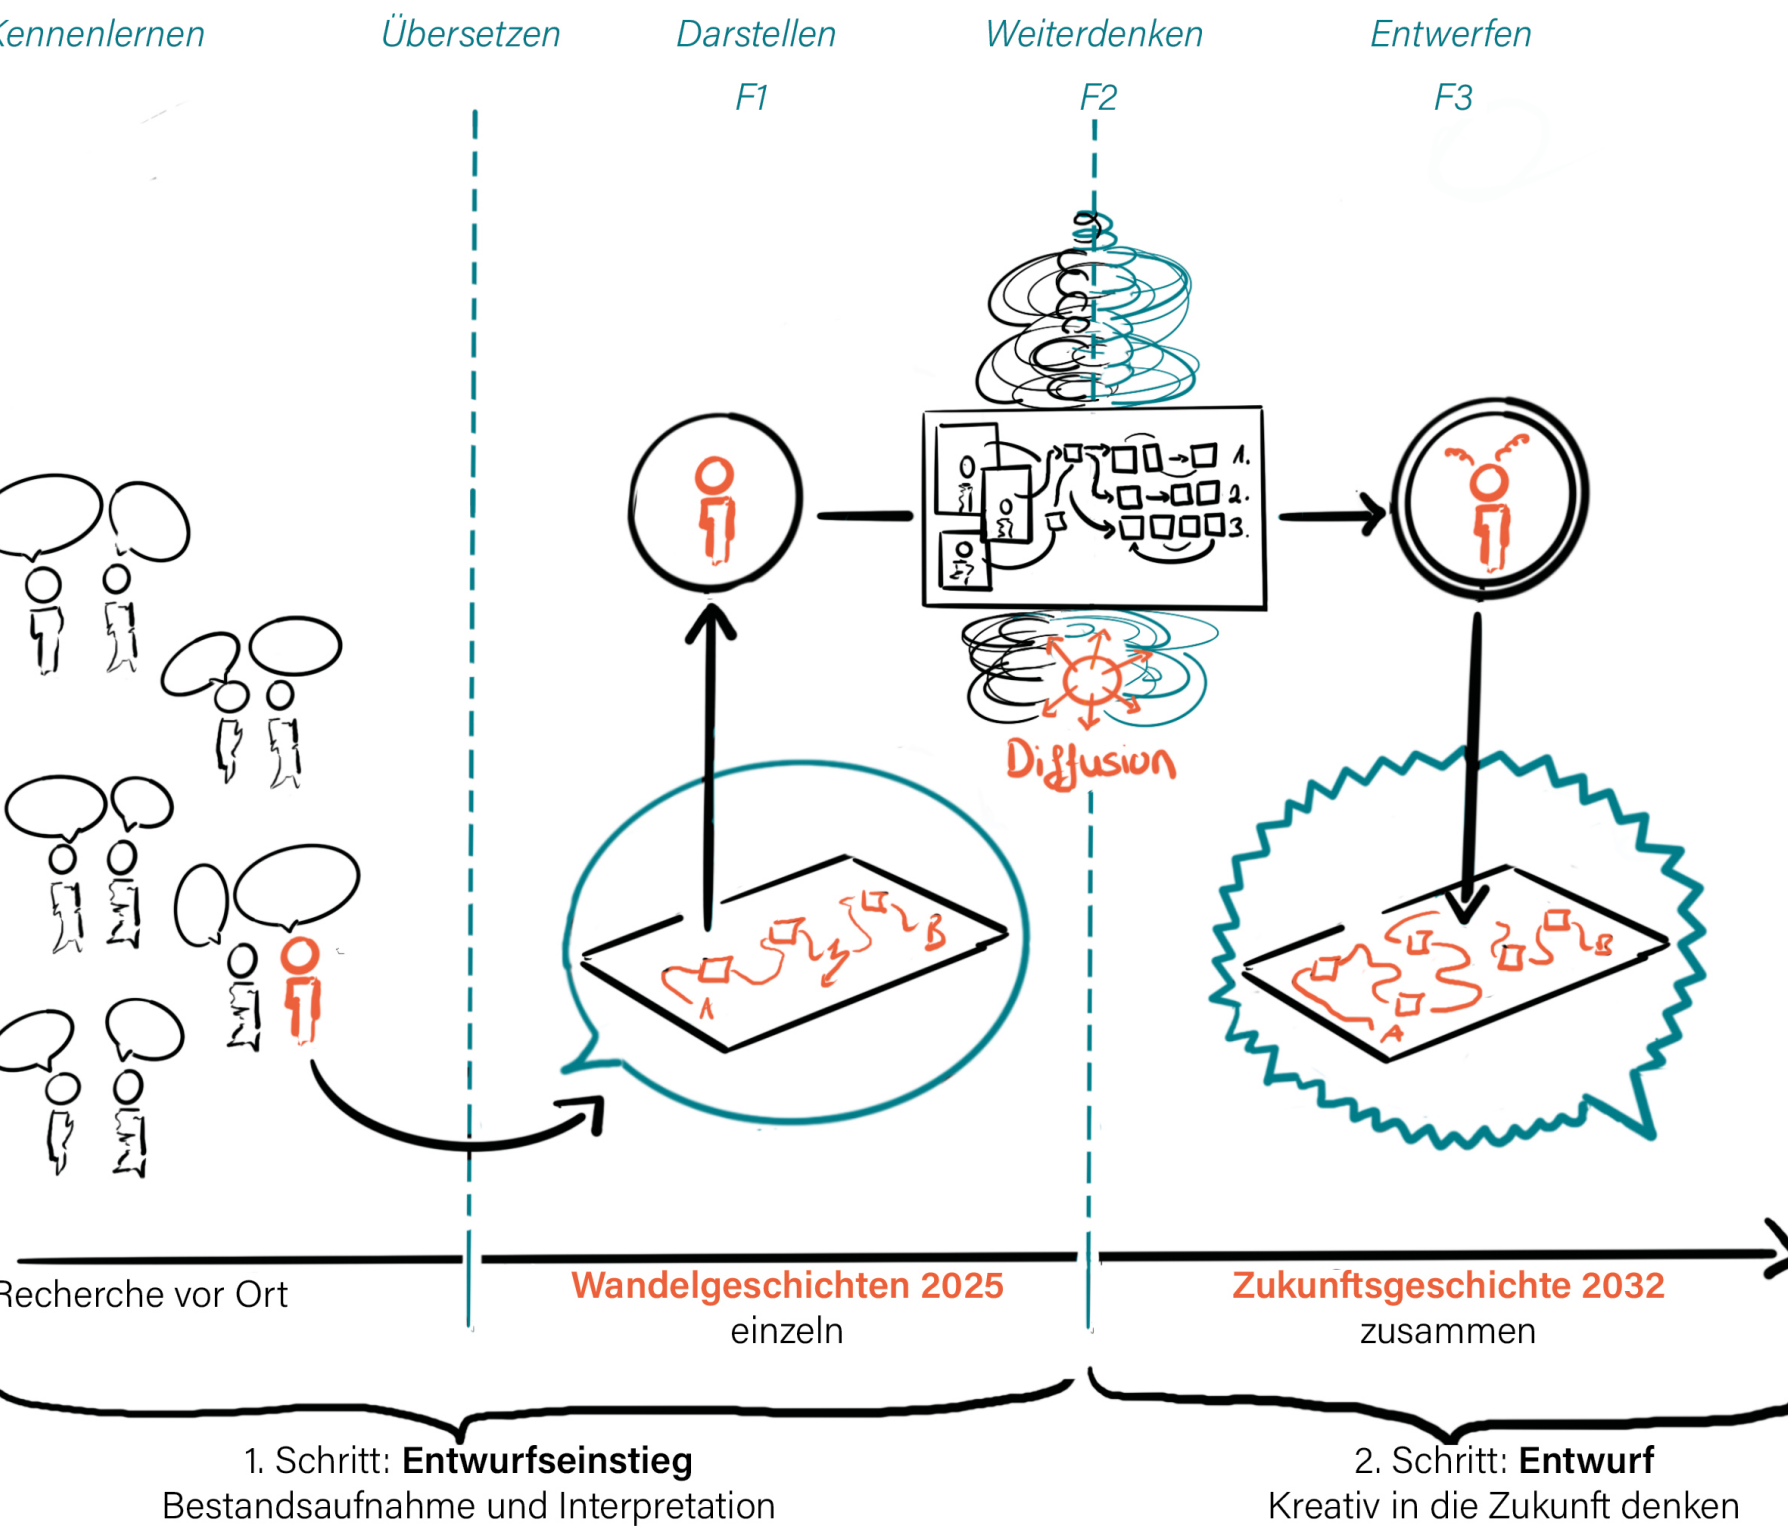 Kennenlernen
Übersetzen
Darstellen
Weiterdenken
Entwerfen
F1
F2
F3
1.
2.
3.
Diffusion
A
B
A
B
Recherche vor Ort
Wandelgeschichten 2025
einzeln
Zukunftsgeschichte 2032
zusammen
1. Schritt: Entwurfseinstieg
Bestandsaufnahme und Interpretation
2. Schritt: Entwurf
Kreativ in die Zukunft denken